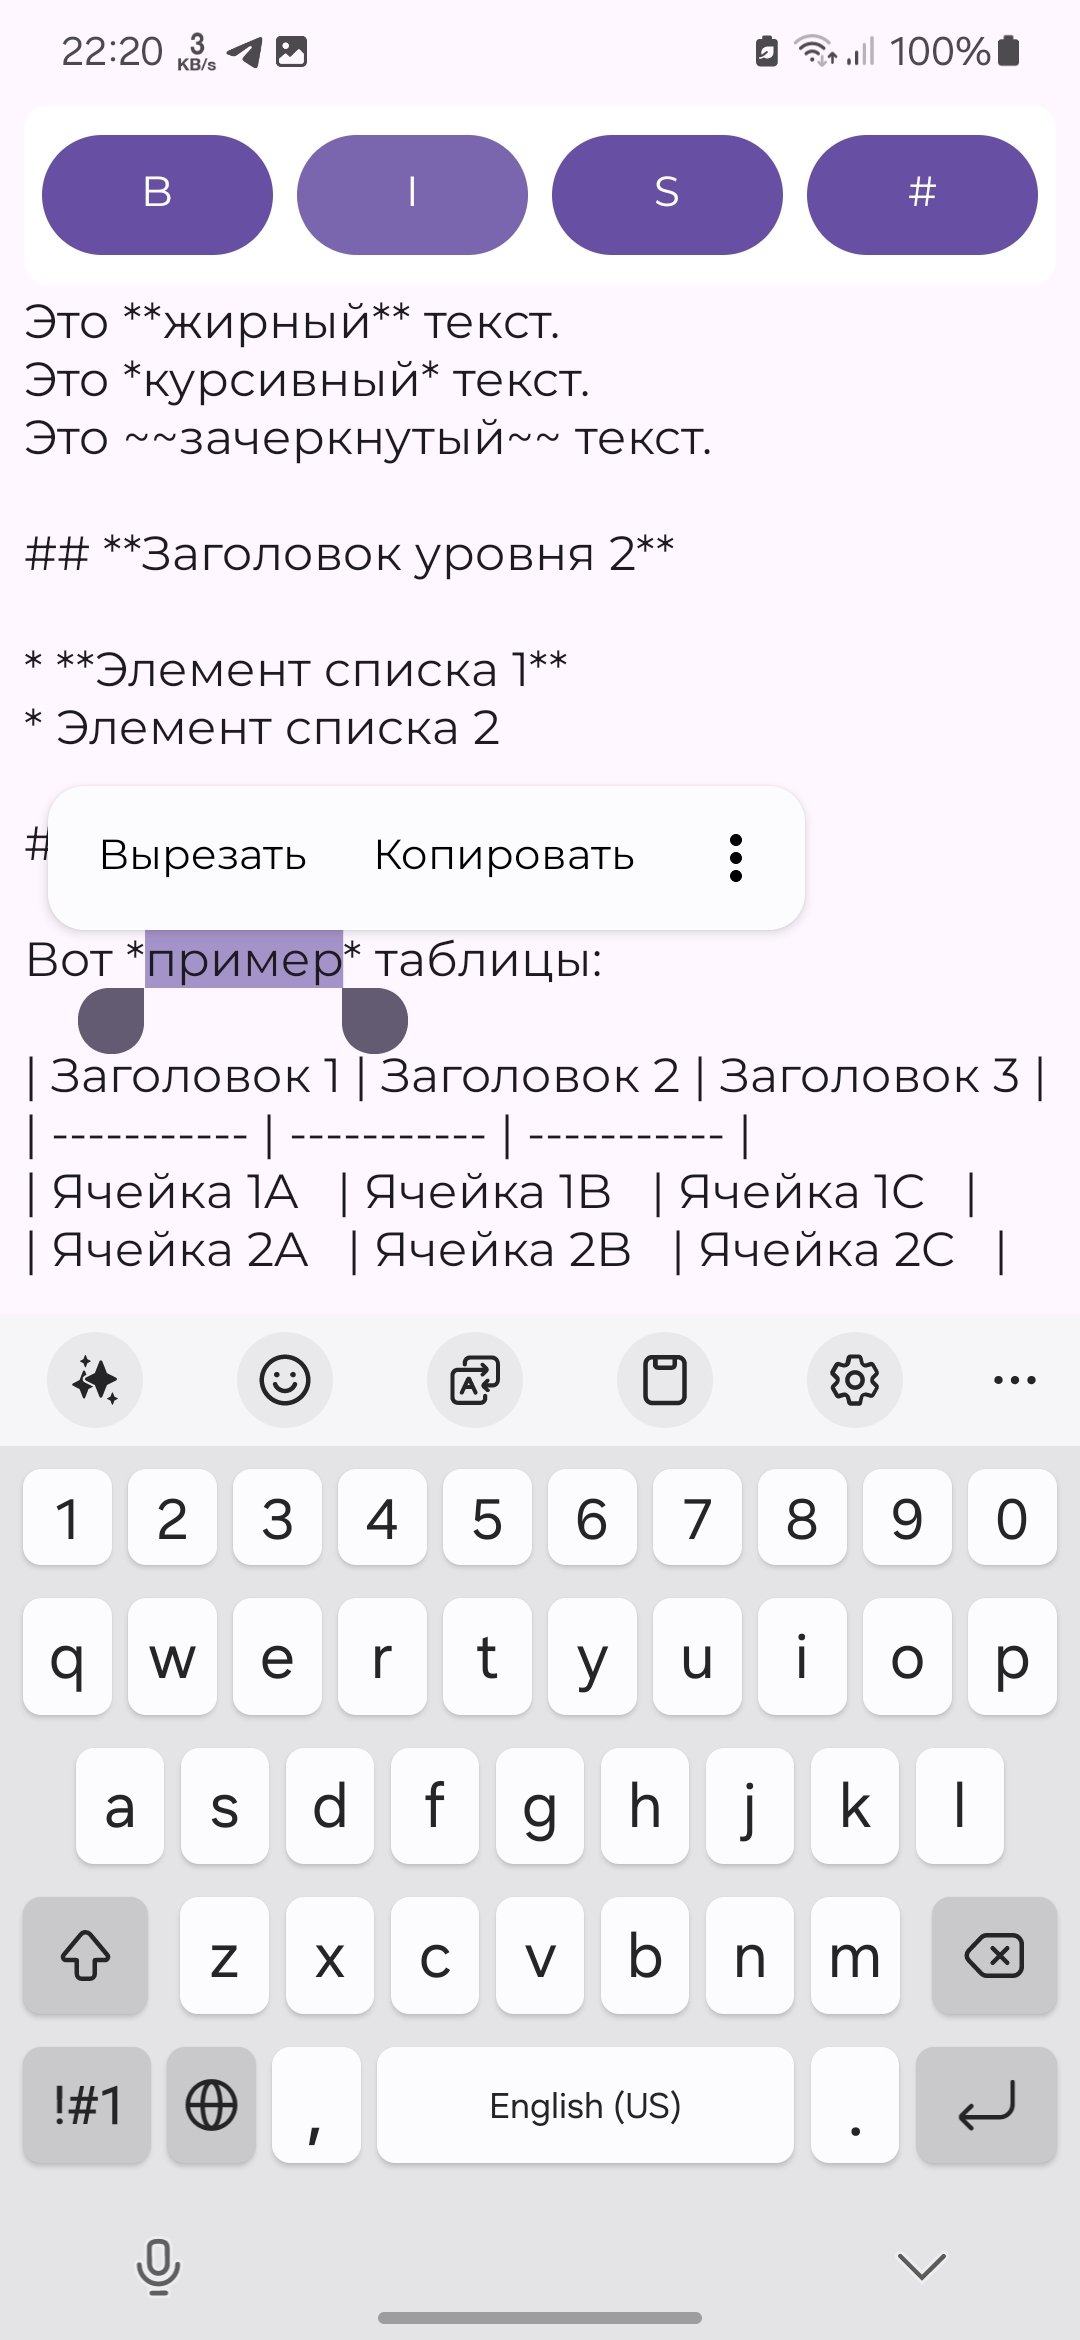 22:20 3 KB/s 100%
B I S #
Это **жирный** текст.
Это *курсивный* текст.
Это ~~зачеркнутый~~ текст.
## **Заголовок уровня 2**
* **Элемент списка 1**
* Элемент списка 2
#
Вырезать Копировать
Вот *пример* таблицы:
| Заголовок 1 | Заголовок 2 | Заголовок 3 |
| ----------- | ----------- | ----------- |
| Ячейка 1A | Ячейка 1B | Ячейка 1C |
| Ячейка 2A | Ячейка 2B | Ячейка 2C |
1 2 3 4 5 6 7 8 9 0
q w e r t y u i o p
a s d f g h j k l
z x c v b n m
!#1 , English (US) .